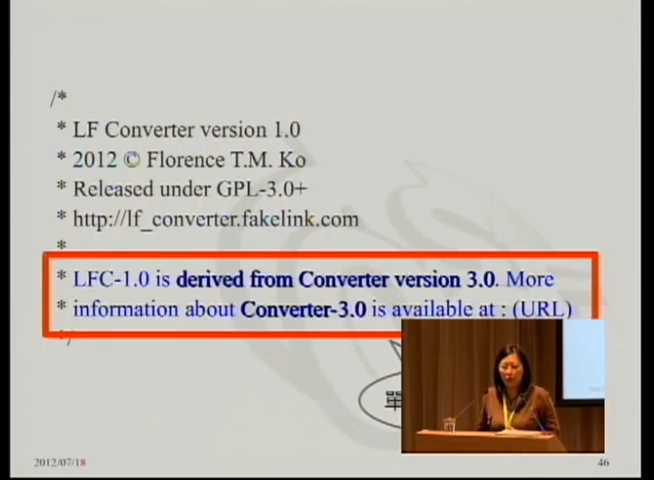 /*
* LF Converter version 1.0
* 2012 © Florence T.M. Ko
* Released under GPL-3.0+
* http://lf_converter.fakelink.com
*
* LFC-1.0 is derived from Converter version 3.0. More
* information about Converter-3.0 is available at : (URL)
*/
單
2012/07/18
46